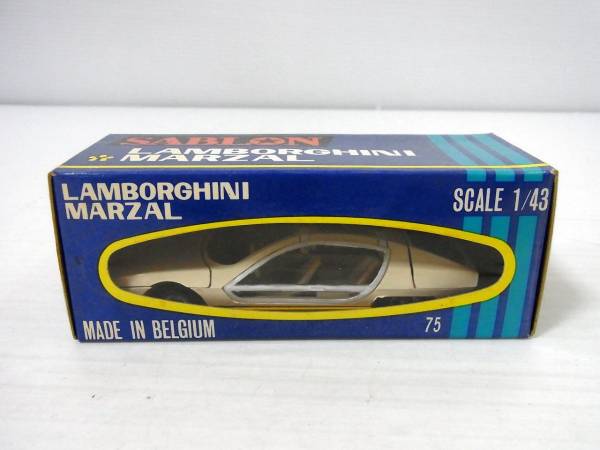 SABLON
LAMBORGHINI
MARZAL
LAMBORGHINI
MARZAL
SCALE 1/43
MADE IN BELGIUM
75